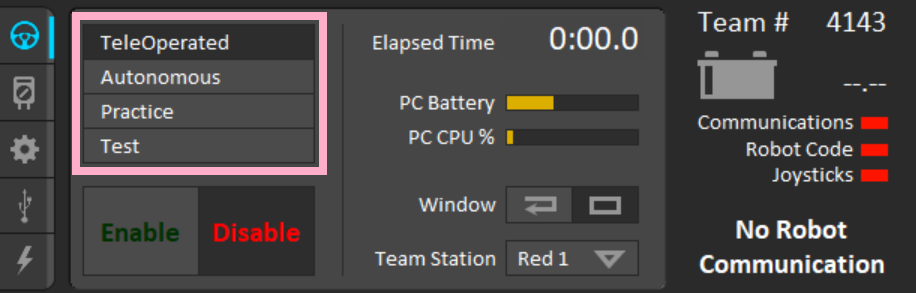 TeleOperated
Autonomous
Practice
Test
Enable Disable
Elapsed Time 0:00.0
PC Battery
PC CPU %
Window
Team Station Red 1
Team # 4143
--.--
Communications
Robot Code
Joysticks
No Robot
Communication